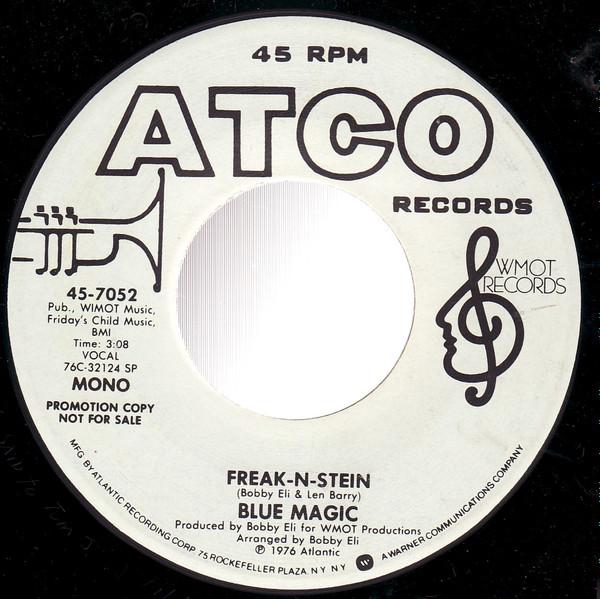 45 RPM
ATCO
RECORDS
WMOT
RECORDS
45-7052
Pub., WIMOT Music,
Friday's Child Music,
BMI
Time: 3:08
VOCAL
76C-32124 SP
MONO
PROMOTION COPY
NOT FOR SALE
FREAK-N-STEIN
(Bobby Eli & Len Barry)
BLUE MAGIC
Produced by Bobby Eli for WMOT Productions
Arranged by Bobby Eli
℗ 1976 Atlantic
MFG. BY ATLANTIC RECORDING CORP. 75 ROCKEFELLER PLAZA, N.Y. N.Y. W A WARNER COMMUNICATIONS COMPANY